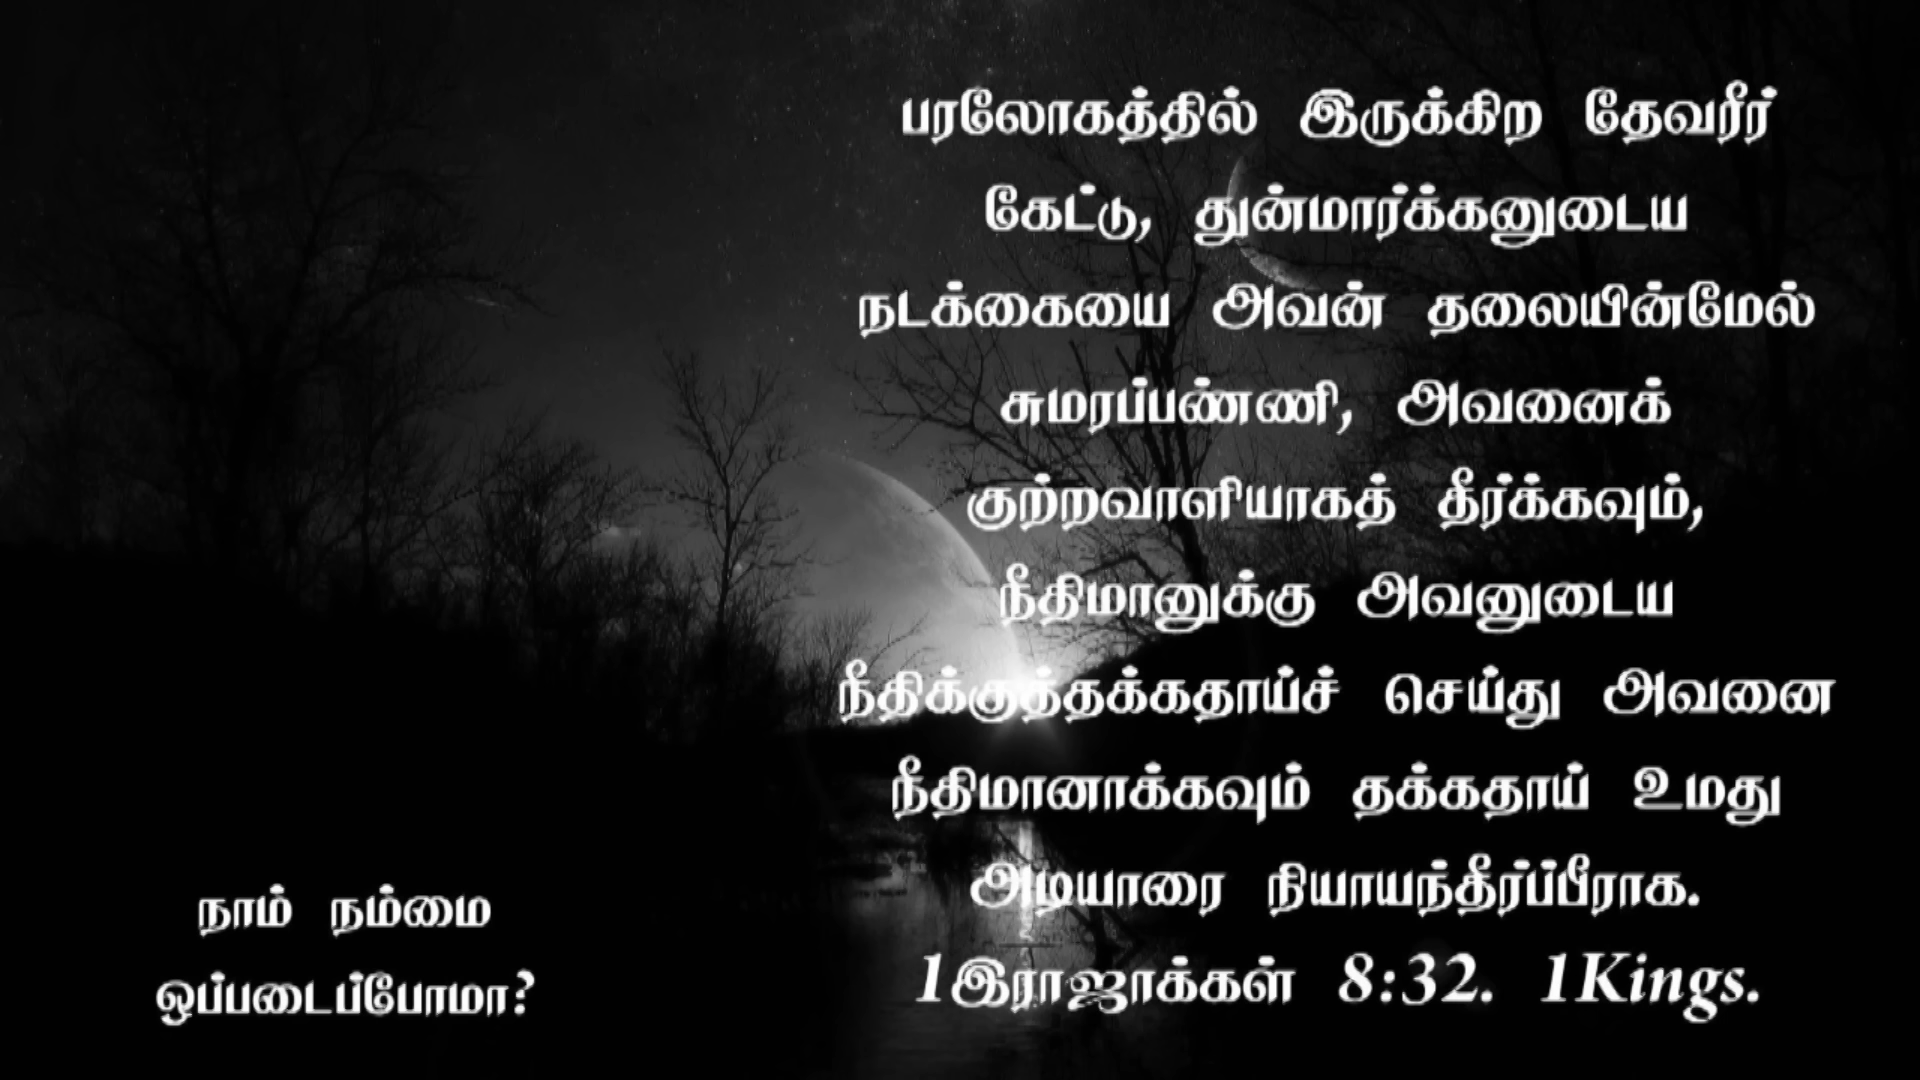 பரலோகத்தில் இருக்கிற தேவரீர்
கேட்டு, துன்மார்க்கனுடைய
நடக்கையை அவன் தலையின்மேல்
சுமரப்பண்ணி, அவனைக்
குற்றவாளியாகத் தீர்க்கவும்,
நீதிமானுக்கு அவனுடைய
நீதிக்குத்தக்கதாய்ச் செய்து அவனை
நீதிமானாக்கவும் தக்கதாய் உமது
அடியாரை நியாயந்தீர்ப்பீராக.
1இராஜாக்கள் 8:32. 1Kings.
நாம் நம்மை
ஒப்படைப்போமா?